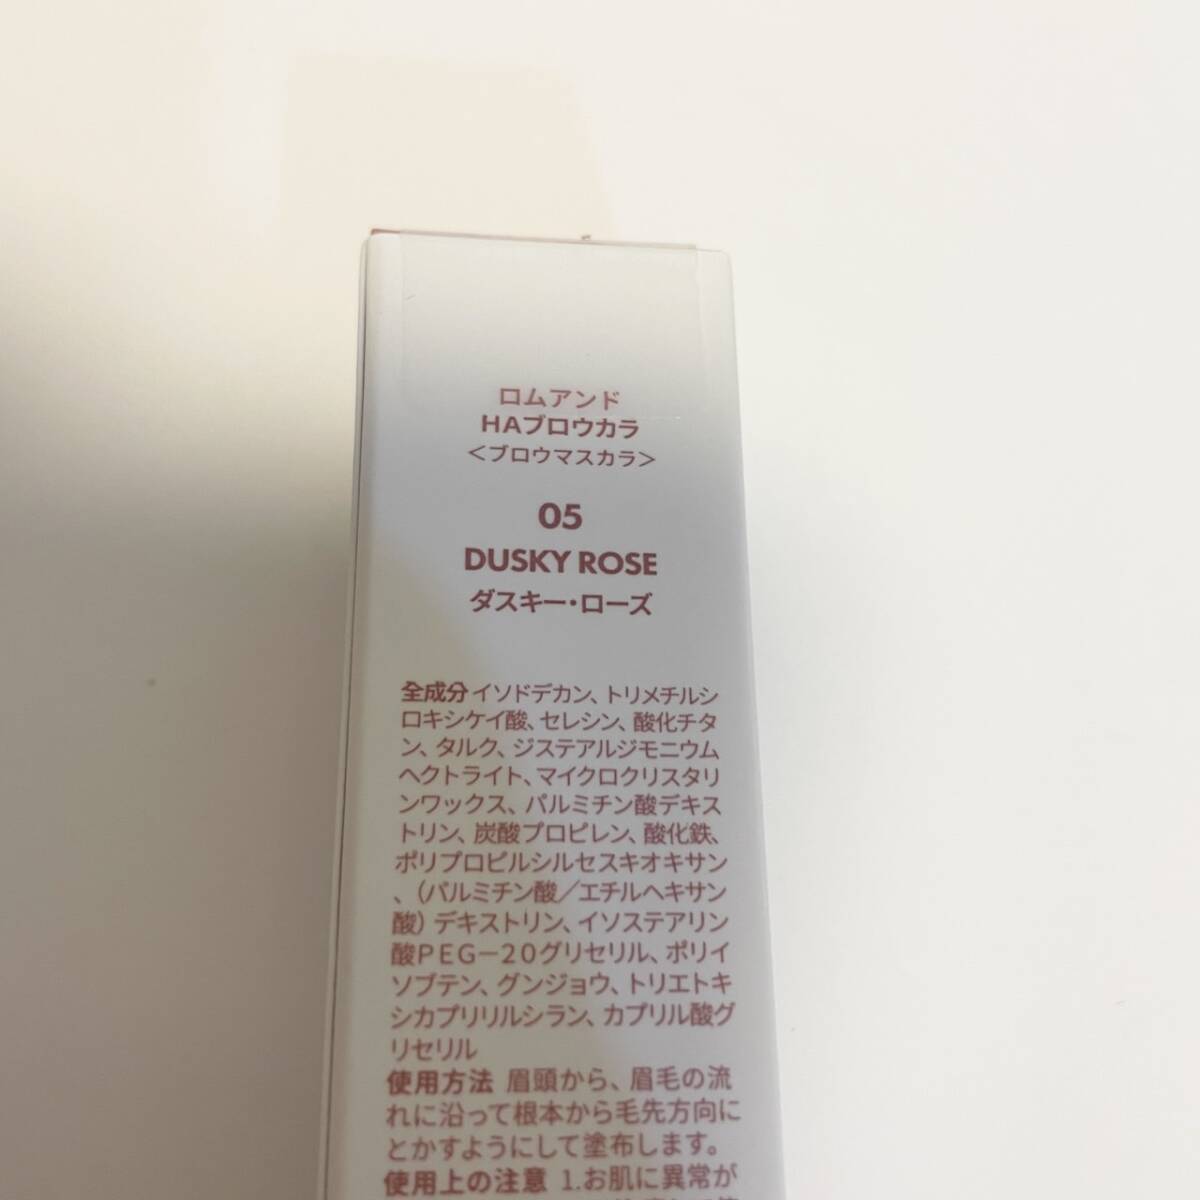 ロムアンド
HAブロウカラ
<ブロウマスカラ>
05
DUSKY ROSE
ダスキー・ローズ
全成分 イソドデカン、トリメチルシ
ロキシケイ酸、セレシン、酸化チタ
ン、タルク、ジステアルジモニウム
ヘクトライト、マイクロクリスタリ
ンワックス、パルミチン酸デキス
トリン、炭酸プロピレン、酸化鉄、
ポリプロピルシルセスキオキサン
、(パルミチン酸/エチルヘキサン
酸)デキストリン、イソステアリン
酸PEG-20グリセリル、ポリイ
ソブテン、グンジョウ、トリエトキ
シカプリリルシラン、カプリル酸グ
リセリル
使用方法 眉頭から、眉毛の流
れに沿って根本から毛先方向に
とかすようにして塗布します。
使用上の注意 1.お肌に異常が